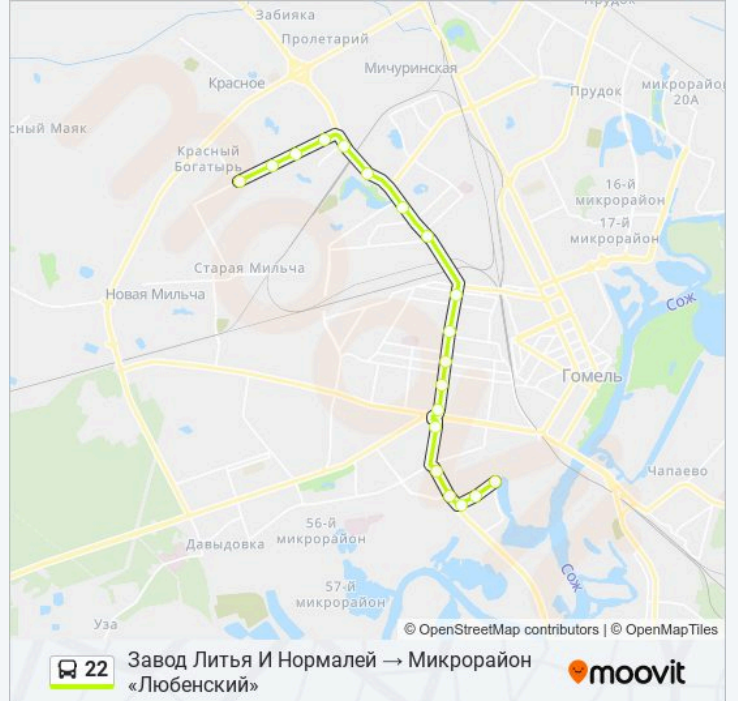 Забияка
Прудок
Пролетарий
Мичуринская
Красное
Прудок
микрорайон
20А
сный Маяк
Красный
Богатырь
16-й
микрорайон
17-й
микрорайон
Старая Мильча
Новая Мильча
Сож
Гомель
Чапаево
56-й
микрорайон
Давыдовка
Сож
57-й
микрорайон
Уза
© OpenStreetMap contributors | © OpenMapTiles
22
Завод Литья И Нормалей → Микрорайон
«Любенский»
moovit